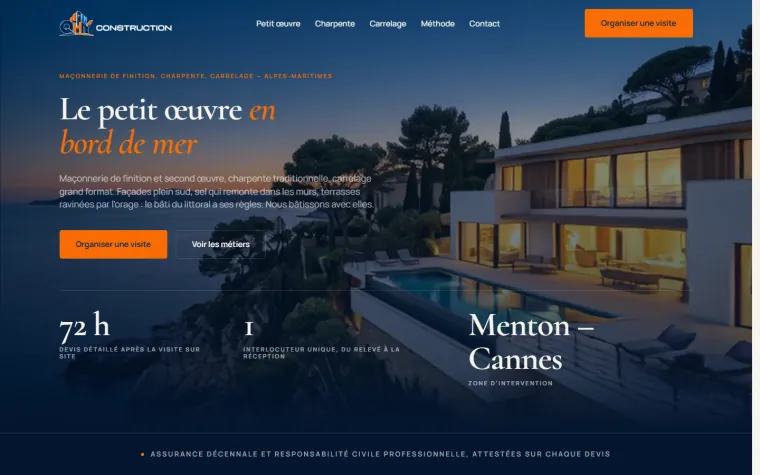 CONSTRUCTION
Petit œuvre
Charpente
Carrelage
Méthode
Contact
Organiser une visite
MAÇONNERIE DE FINITION, CHARPENTE, CARRELAGE — ALPES-MARITIMES
Le petit œuvre en
bord de mer
Maçonnerie de finition et second œuvre, charpente traditionnelle, carrelage
grand format. Façades plein sud, sel qui remonte dans les murs, terrasses
ravinées par l'orage : le bâti du littoral a ses règles. Nous bâtissons avec elles.
Organiser une visite
Voir les métiers
72 h
DEVIS DÉTAILLÉ APRÈS LA VISITE SUR
SITE
1
INTERLOCUTEUR UNIQUE, DU RELEVÉ À LA
RÉCEPTION
Menton –
Cannes
ZONE D'INTERVENTION
ASSURANCE DÉCENNALE ET RESPONSABILITÉ CIVILE PROFESSIONNELLE, ATTESTÉES SUR CHAQUE DEVIS